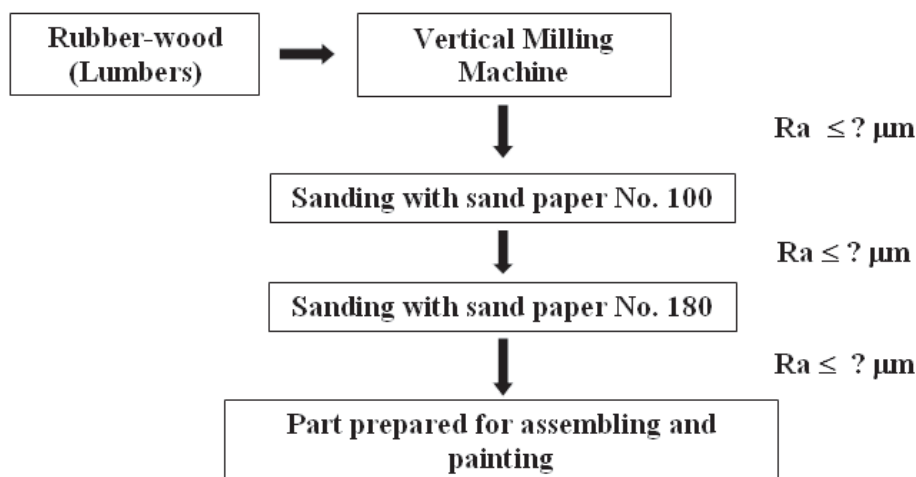 Rubber-wood
(Lumbers)
Vertical Milling
Machine
Ra ≤ ? μm
Sanding with sand paper No. 100
Ra ≤ ? μm
Sanding with sand paper No. 180
Ra ≤ ? μm
Part prepared for assembling and
painting